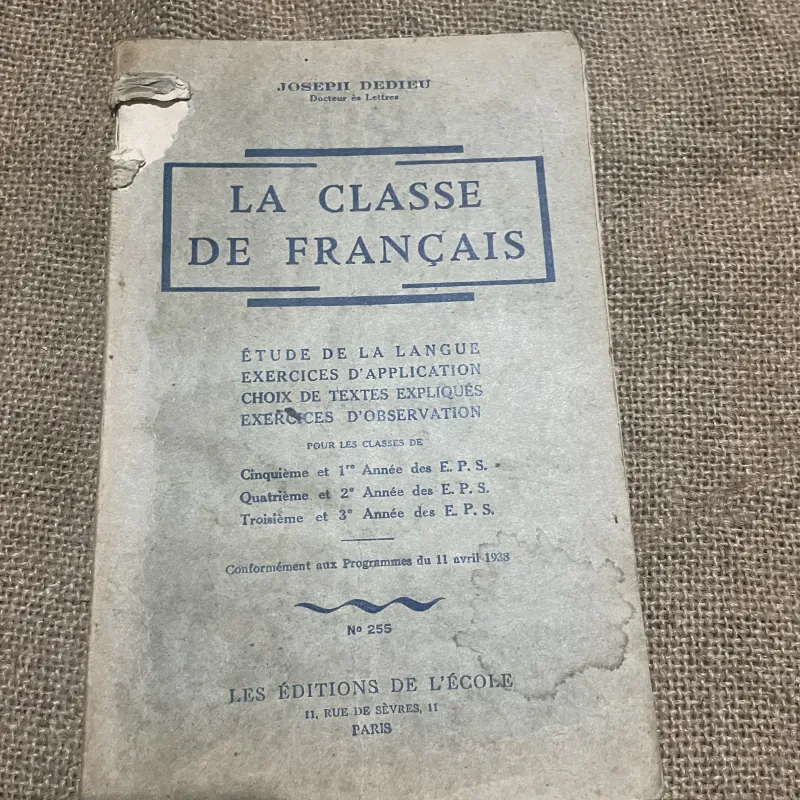 JOSEPH DEDIEU
Docteur ès Lettres
LA CLASSE
DE FRANÇAIS
ÉTUDE DE LA LANGUE
EXERCICES D'APPLICATION
CHOIX DE TEXTES EXPLIQUÉS
EXERCICES D'OBSERVATION
POUR LES CLASSES DE
Cinquième et 1re Année des E. P. S.
Quatrième et 2e Année des E. P. S.
Troisième et 3e Année des E. P. S.
Conformément aux Programmes du 11 avril 1938
No 255
LES ÉDITIONS DE L'ÉCOLE
11, RUE DE SÈVRES, 11
PARIS